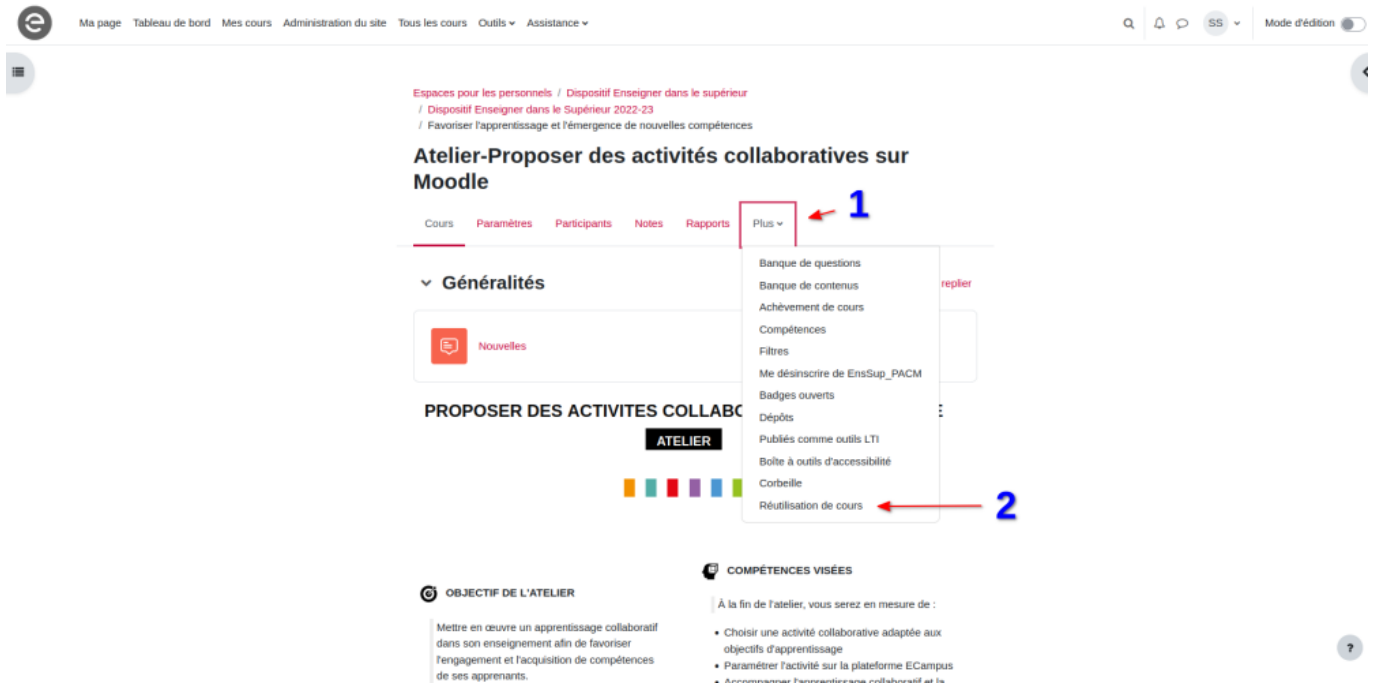 e
Ma page Tableau de bord Mes cours Administration du site Tous les cours Outils Assistance SS Mode d'édition
Espaces pour les personnels / Dispositif Enseigner dans le supérieur
/ Dispositif Enseigner dans le Supérieur 2022-23
/ Favoriser l'apprentissage et l'émergence de nouvelles compétences
Atelier-Proposer des activités collaboratives sur
Moodle
1
Cours Paramètres Participants Notes Rapports Plus
Généralités
replier
Nouvelles
Banque de questions
Banque de contenus
Achèvement de cours
Compétences
Filtres
Me désinscrire de EnsSup_PACM
Badges ouverts
Dépôts
Publiés comme outils LTI
Boîte à outils d'accessibilité
Corbeille
Réutilisation de cours
2
PROPOSER DES ACTIVITES COLLABO
ATELIER
OBJECTIF DE L'ATELIER
Mettre en œuvre un apprentissage collaboratif
dans son enseignement afin de favoriser
l'engagement et l'acquisition de compétences
de ses apprenants.
COMPÉTENCES VISÉES
À la fin de l'atelier, vous serez en mesure de :
• Choisir une activité collaborative adaptée aux
objectifs d'apprentissage
• Paramétrer l'activité sur la plateforme ECampus
• Accompagner l'apprentissage collaboratif et la
?